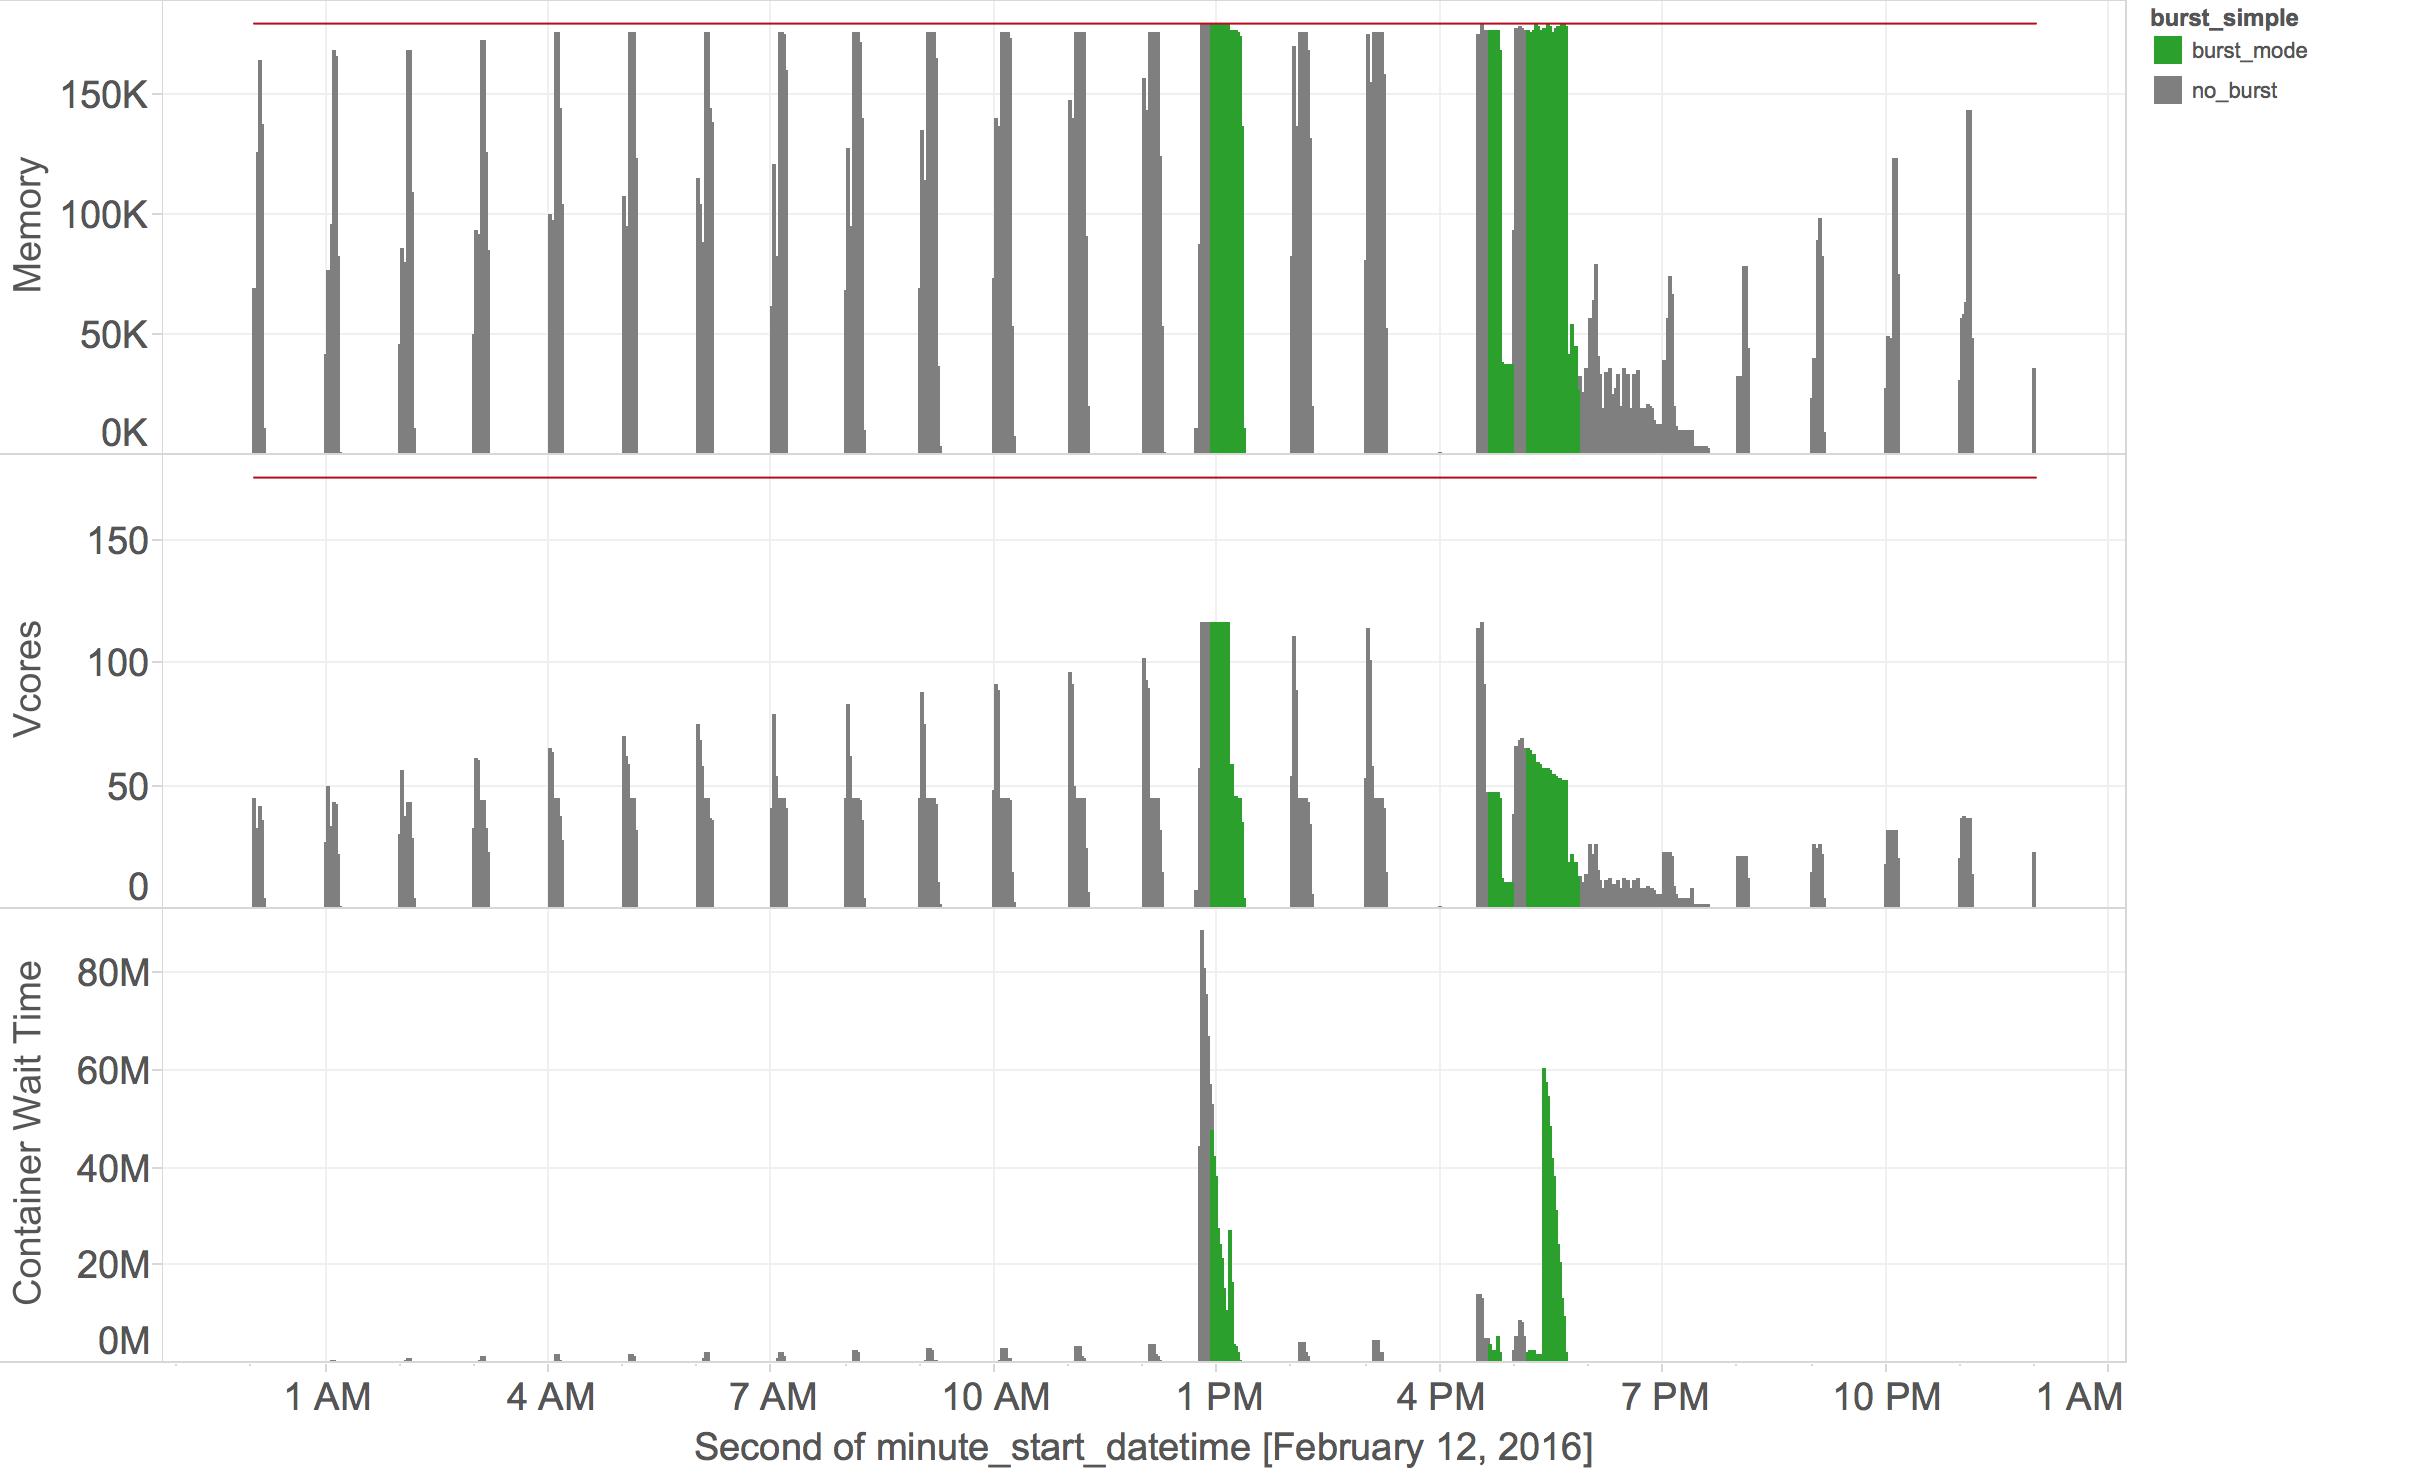 burst_simple
burst_mode
no_burst
Memory
150K
100K
50K
0K
Vcores
150
100
50
0
Container Wait Time
80M
60M
40M
20M
0M
1 AM 4 AM 7 AM 10 AM 1 PM 4 PM 7 PM 10 PM 1 AM
Second of minute_start_datetime [February 12, 2016]